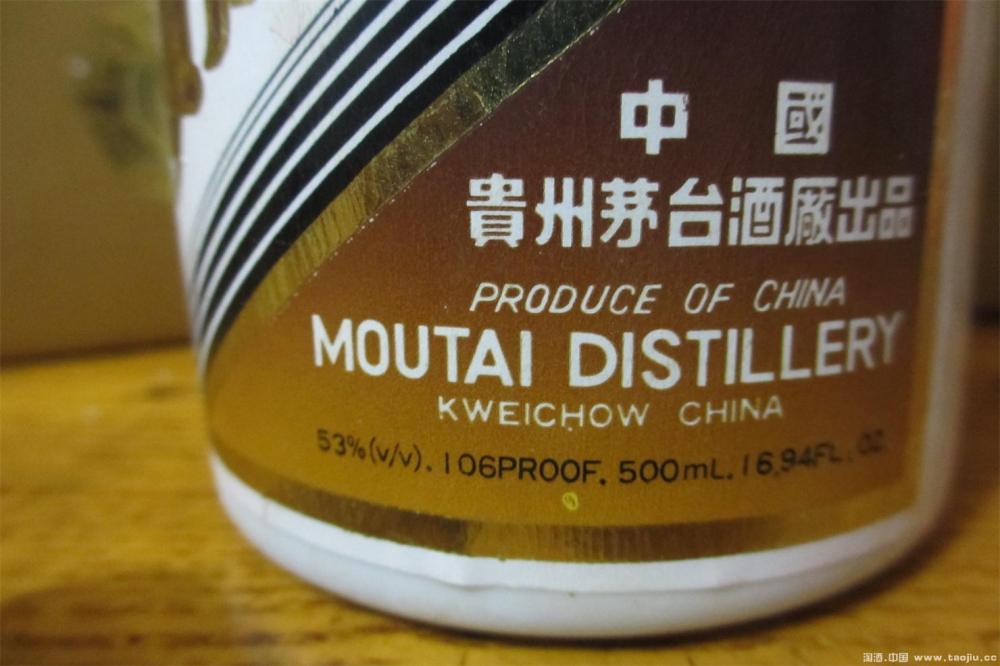 中國
貴州茅台酒廠出品
PRODUCE OF CHINA
MOUTAI DISTILLERY
KWEICHOW CHINA
53%(v/v). 106PROOF. 500mL. 16.94FL. OZ.
淘酒.中国 www.taojiu.cc